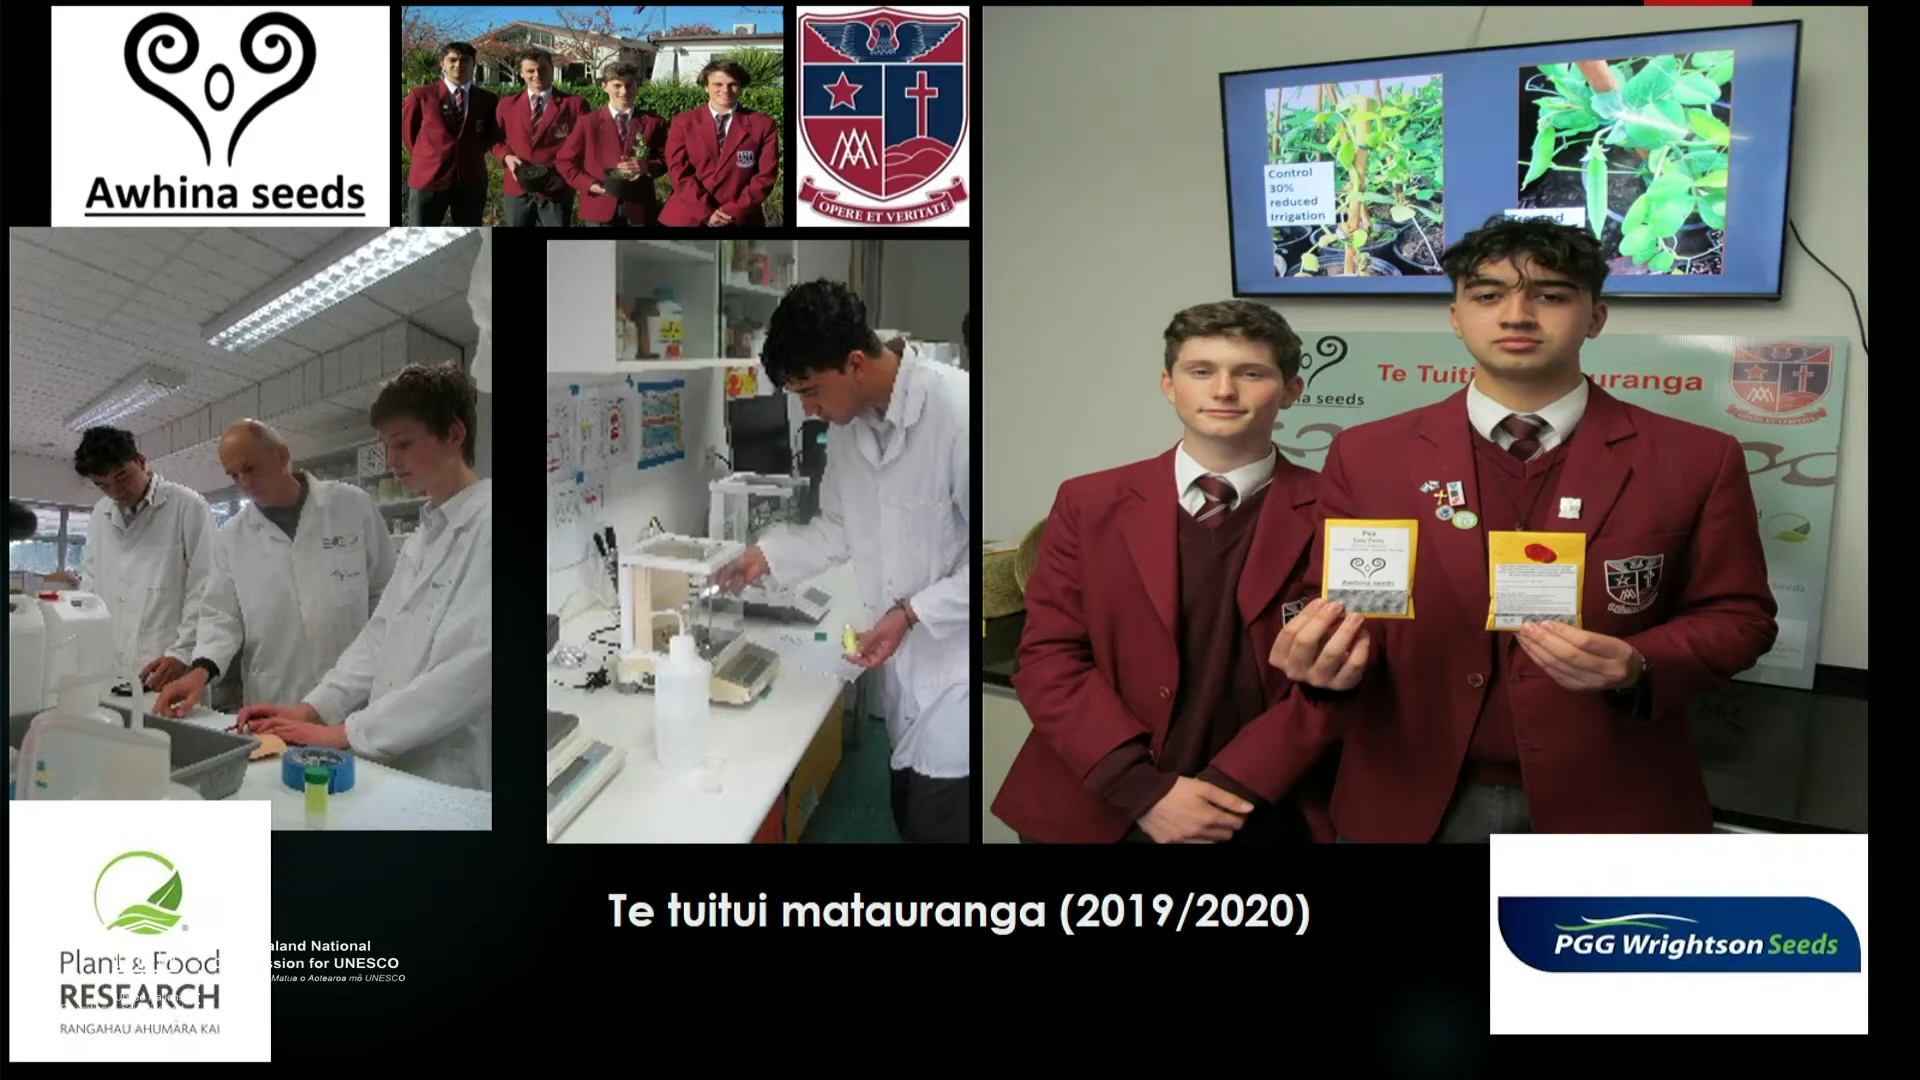 Awhina seeds
OPERE ET VERITATE
Control
30%
reduced
Irrigation
Treated
Te Tuiti
uranga
seeds
Pea
Awhina seeds
Te tuitui matauranga (2019/2020)
Plant & Food
RESEARCH
RANGAHAU AHUMĀRA KAI
aland National
ssion for UNESCO
Matua o Aotearoa mō UNESCO
PGG Wrightson Seeds